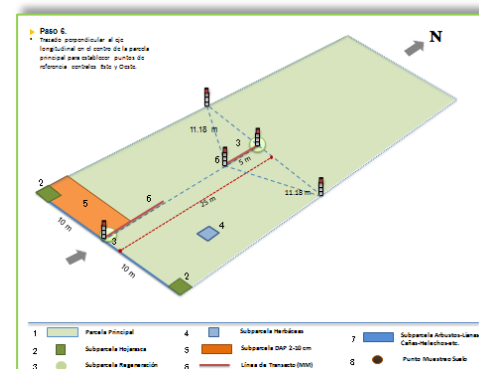 Paso 6.
• Trazado perpendicular al eje
longitudinal en el centro de la parcela
principal para establecer puntos de
referencia centrales Este y Oeste.
N
11.18 m
3
6
5 m
11.18 m
2
6
5
25 m
4
3
10 m
10 m
2
1 Parcela Principal
2 Subparcela Hojarasca
3 Subparcela Regeneración
4 Subparcela Herbáceas
5 Subparcela DAP 2-10 cm
6 Línea de Transecto (MM)
7 Subparcela Arbustos-Lianas
Cañas-Helechos-etc.
8 Punto Muestreo Suelo